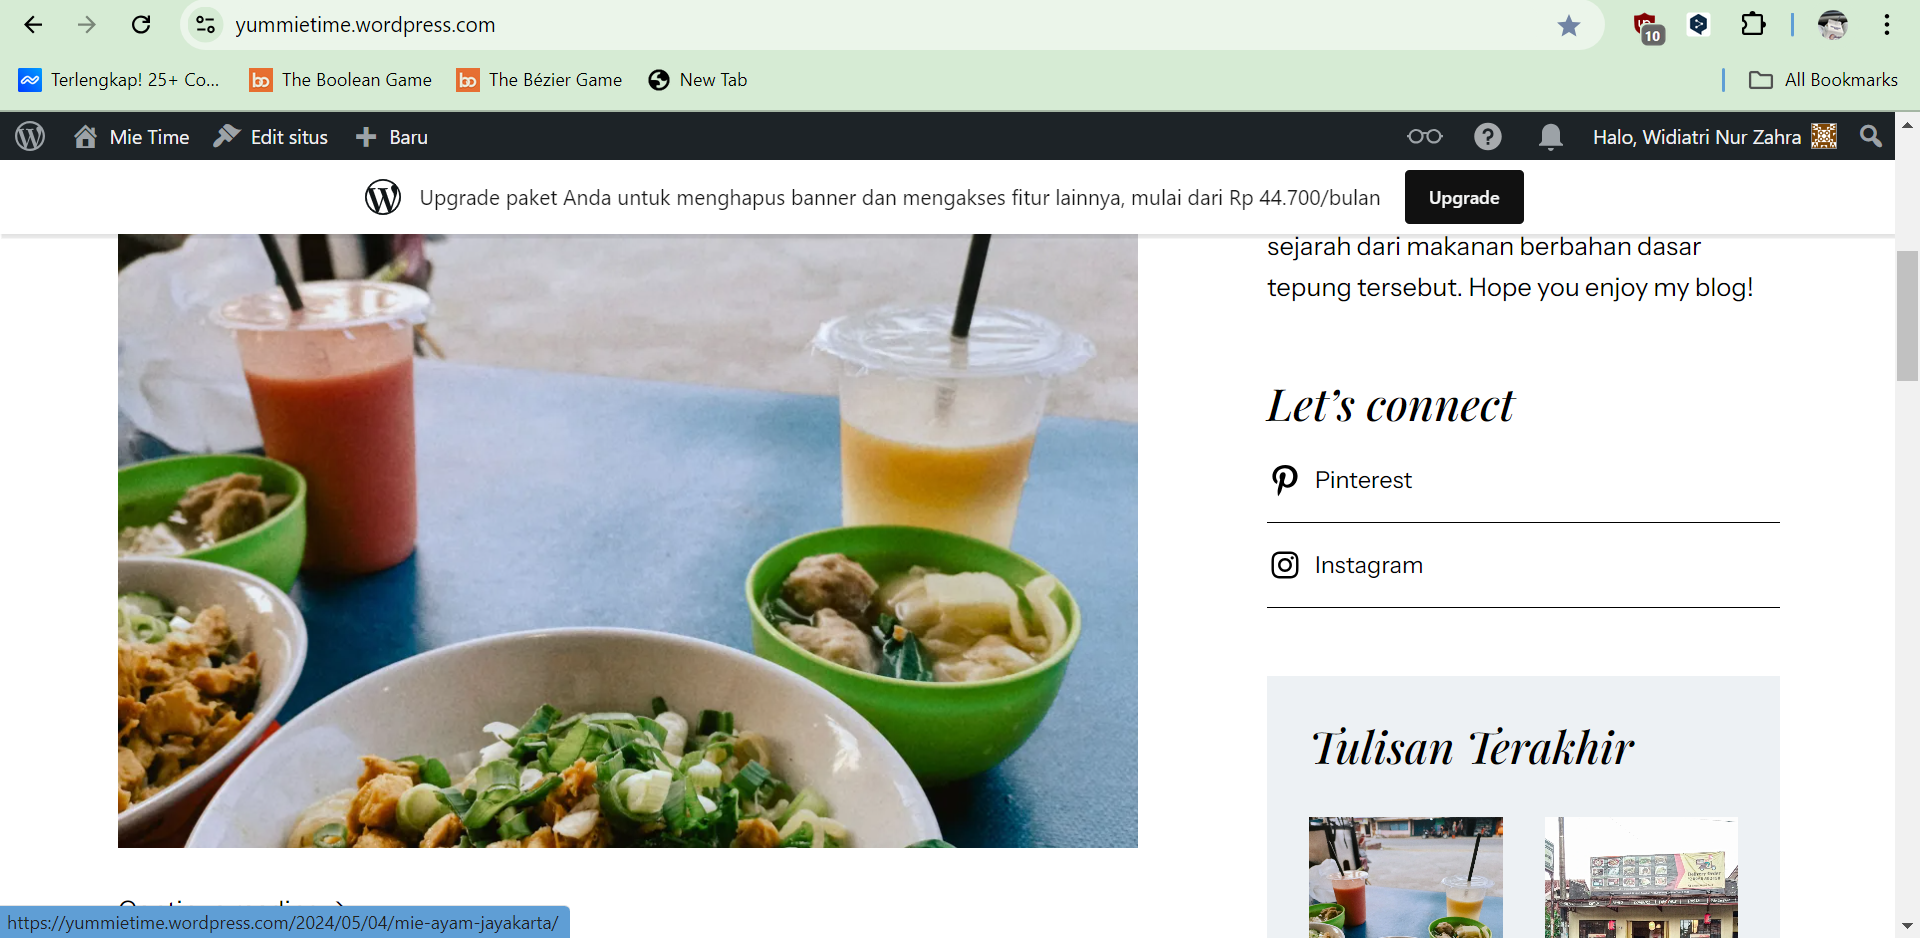 yummietime.wordpress.com
10
Terlengkap! 25+ Co...
The Boolean Game
The Bézier Game
New Tab
All Bookmarks
Mie Time
Edit situs
Baru
Halo, Widiatri Nur Zahra
Upgrade paket Anda untuk menghapus banner dan mengakses fitur lainnya, mulai dari Rp 44.700/bulan
Upgrade
sejarah dari makanan berbahan dasar
tepung tersebut. Hope you enjoy my blog!
Let's connect
Pinterest
Instagram
Tulisan Terakhir
https://yummietime.wordpress.com/2024/05/04/mie-ayam-jayakarta/